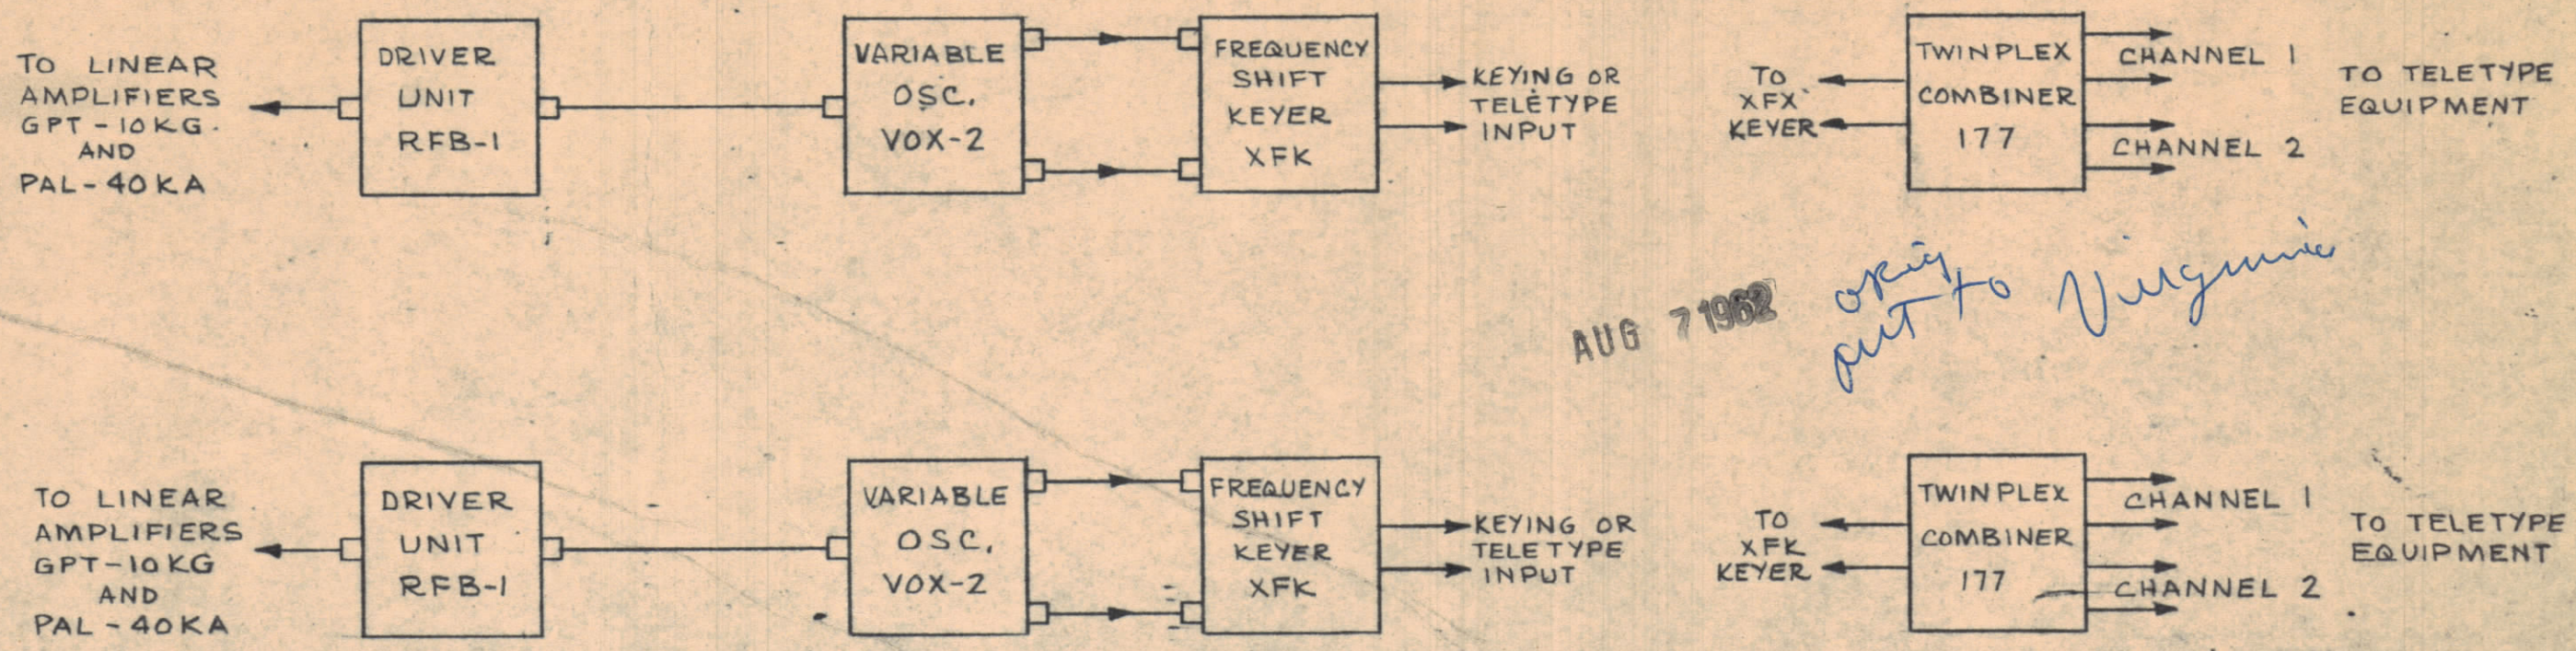 TO LINEAR
AMPLIFIERS
GPT-10KG.
AND
PAL-40KA
DRIVER
UNIT
RFB-1
VARIABLE
OSC.
VOX-2
FREQUENCY
SHIFT
KEYER
XFK
KEYING OR
TELETYPE
INPUT
TO
XFX
KEYER
TWINPLEX
COMBINER
177
CHANNEL 1
CHANNEL 2
TO TELETYPE
EQUIPMENT
AUG 7 1962
orig
out to Virginia
TO LINEAR
AMPLIFIERS
GPT-10KG
AND
PAL-40KA
DRIVER
UNIT
RFB-1
VARIABLE
OSC.
VOX-2
FREQUENCY
SHIFT
KEYER
XFK
KEYING OR
TELETYPE
INPUT
TO
XFK
KEYER
TWINPLEX
COMBINER
177
CHANNEL 1
CHANNEL 2
TO TELETYPE
EQUIPMENT